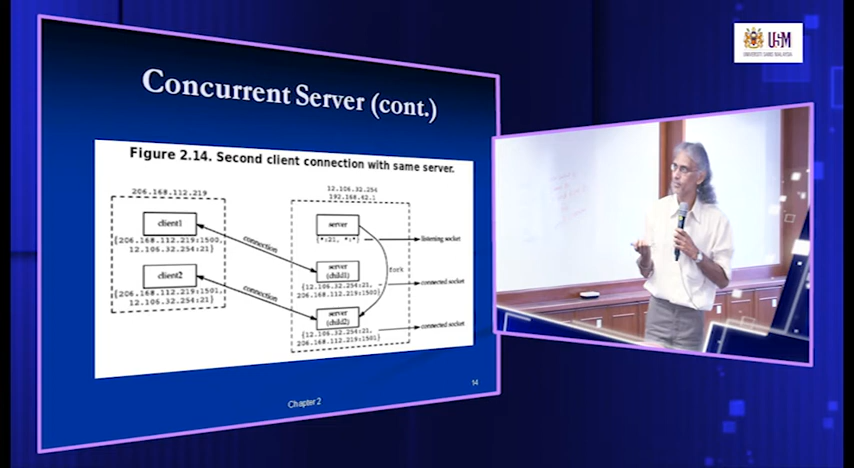 Concurrent Server (cont.)
Figure 2.14. Second client connection with same server.
206.168.112.219
12.106.32.254
192.168.42.1
client1
{206.168.112.219:1500,
12.106.32.254:21}
connection
server
{*:21, *:*}
listening socket
fork
client2
{206.168.112.219:1501,
12.106.32.254:21}
connection
server
(child1)
{12.106.32.254:21,
206.168.112.219:1500}
connected socket
server
(child2)
{12.106.32.254:21,
206.168.112.219:1501}
connected socket
Chapter 2
14
USM
UNIVERSITI SAINS MALAYSIA